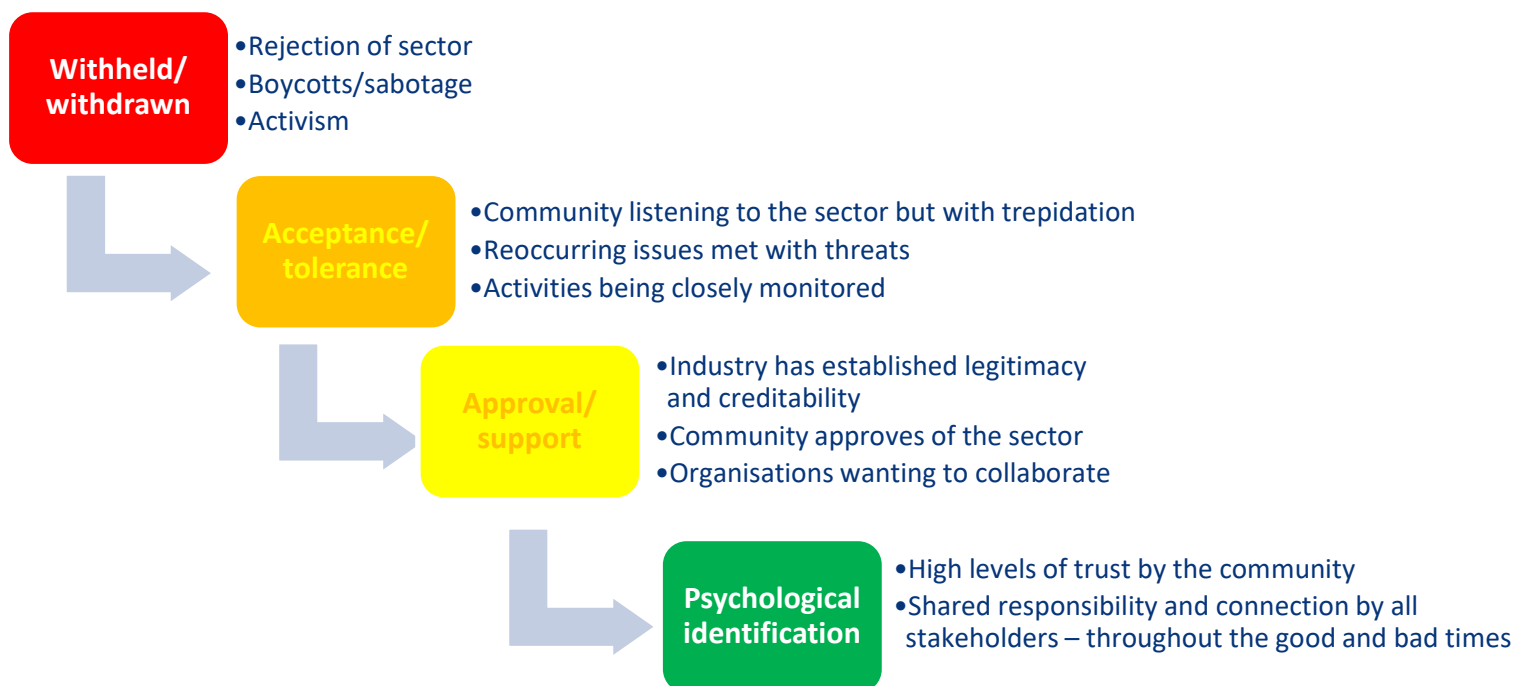 Withheld/
withdrawn
•Rejection of sector
•Boycotts/sabotage
•Activism
Acceptance/
tolerance
•Community listening to the sector but with trepidation
•Reoccurring issues met with threats
•Activities being closely monitored
Approval/
support
•Industry has established legitimacy
and creditability
•Community approves of the sector
•Organisations wanting to collaborate
Psychological
identification
•High levels of trust by the community
•Shared responsibility and connection by all
stakeholders – throughout the good and bad times